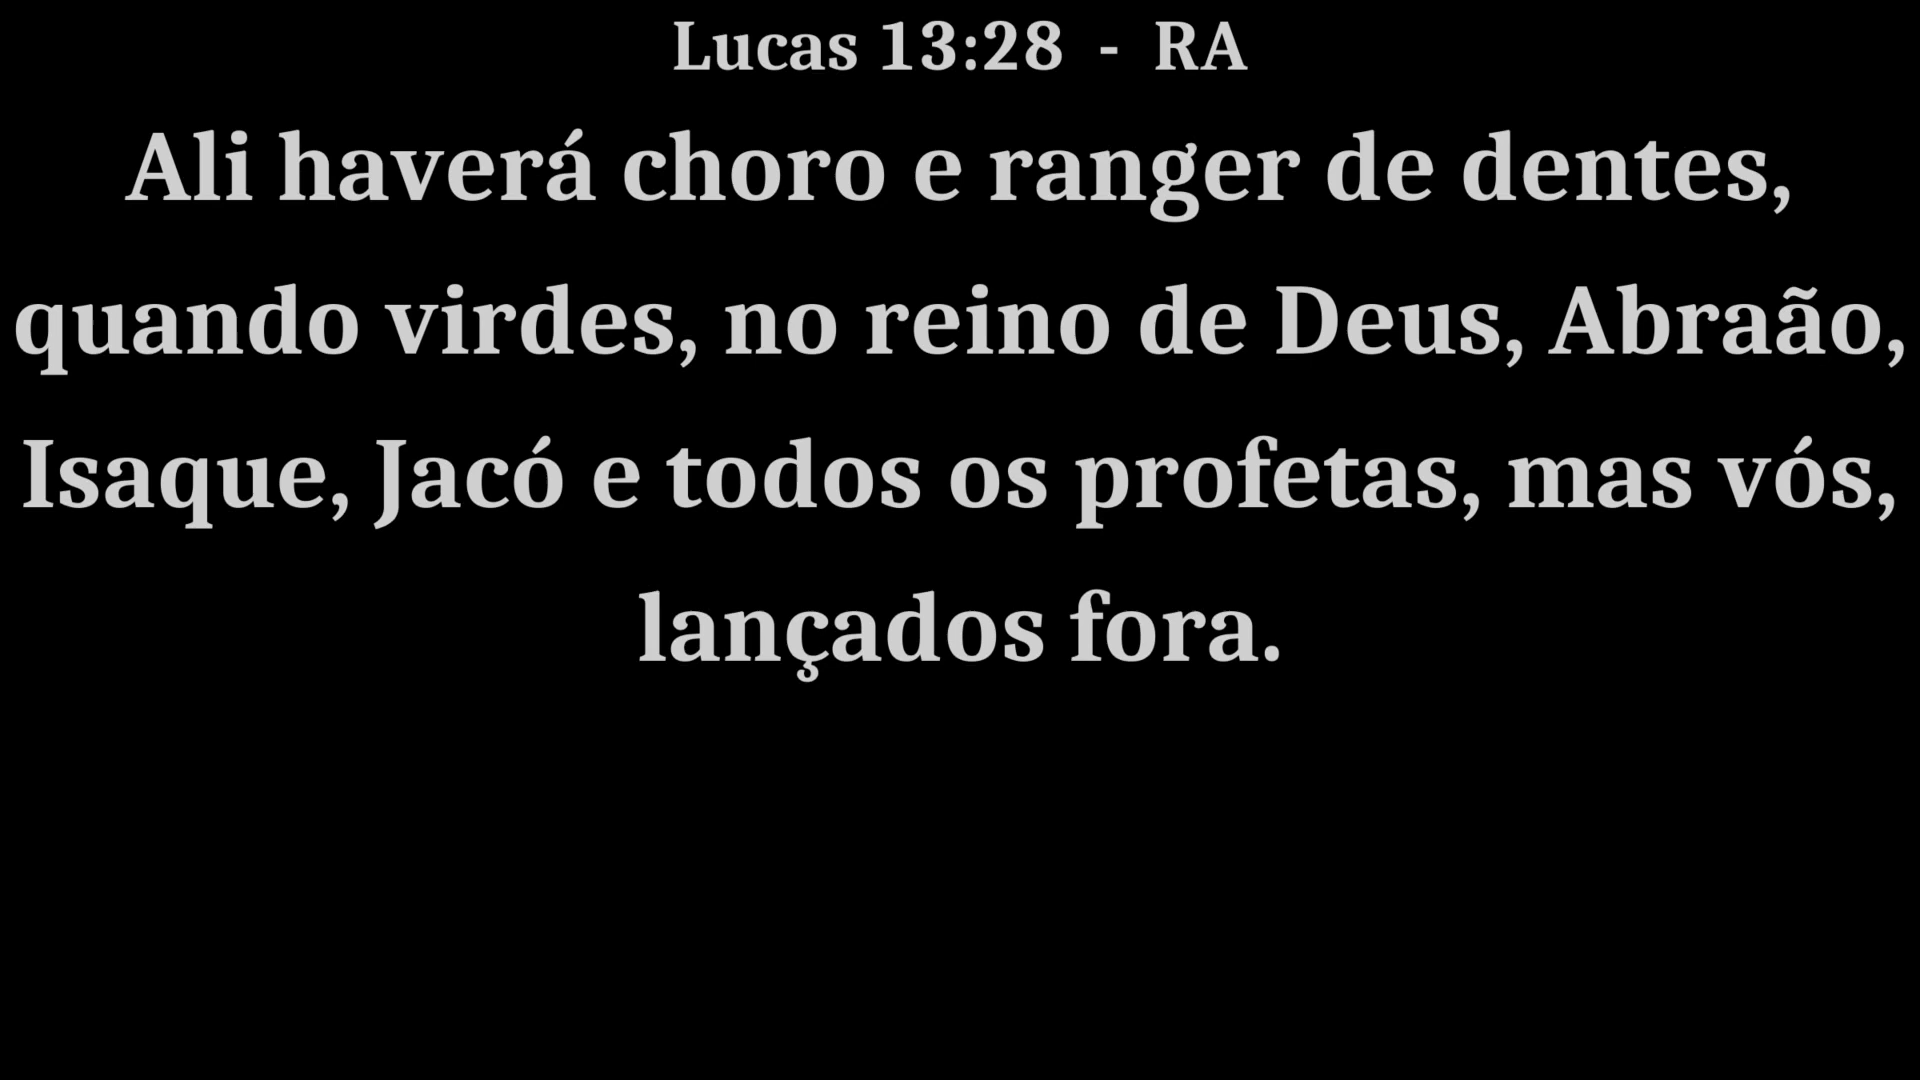 Lucas 13:28 - RA
Ali haverá choro e ranger de dentes,
quando virdes, no reino de Deus, Abraão,
Isaque, Jacó e todos os profetas, mas vós,
lançados fora.